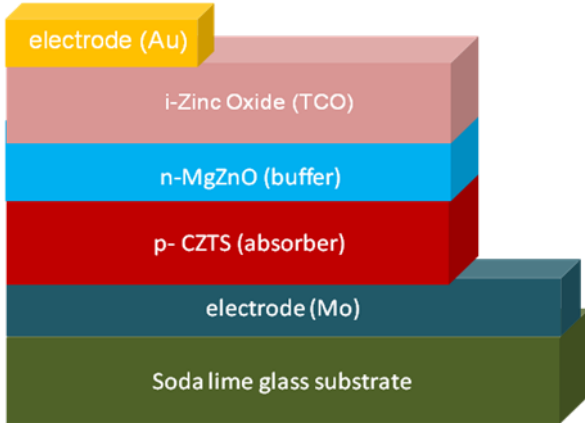 electrode (Au)
i-Zinc Oxide (TCO)
n-MgZnO (buffer)
p- CZTS (absorber)
electrode (Mo)
Soda lime glass substrate